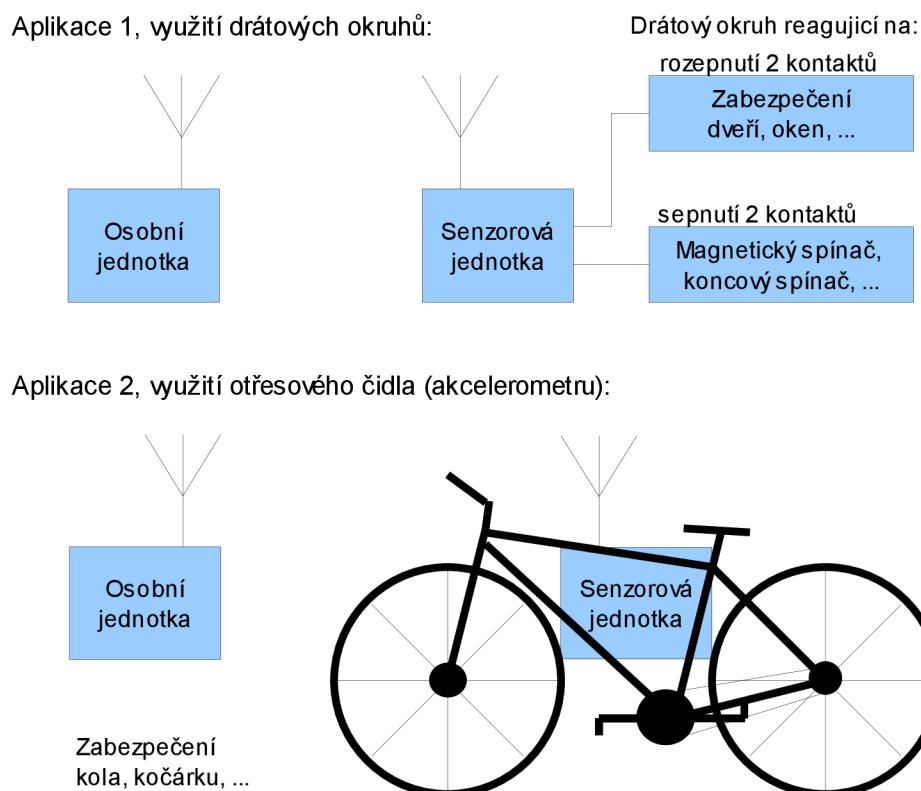 Aplikace 1, využití drátových okruhů:
Drátový okruh reagujicí na:
rozepnutí 2 kontaktů
Zabezpečení
dveří, oken, ...
Osobní
jednotka
Senzorová
jednotka
sepnutí 2 kontaktů
Magnetický spínač,
koncový spínač, ...
Aplikace 2, využití otřesového čidla (akcelerometru):
Osobní
jednotka
Senzorová
jednotka
Zabezpečení
kola, kočárku, ...